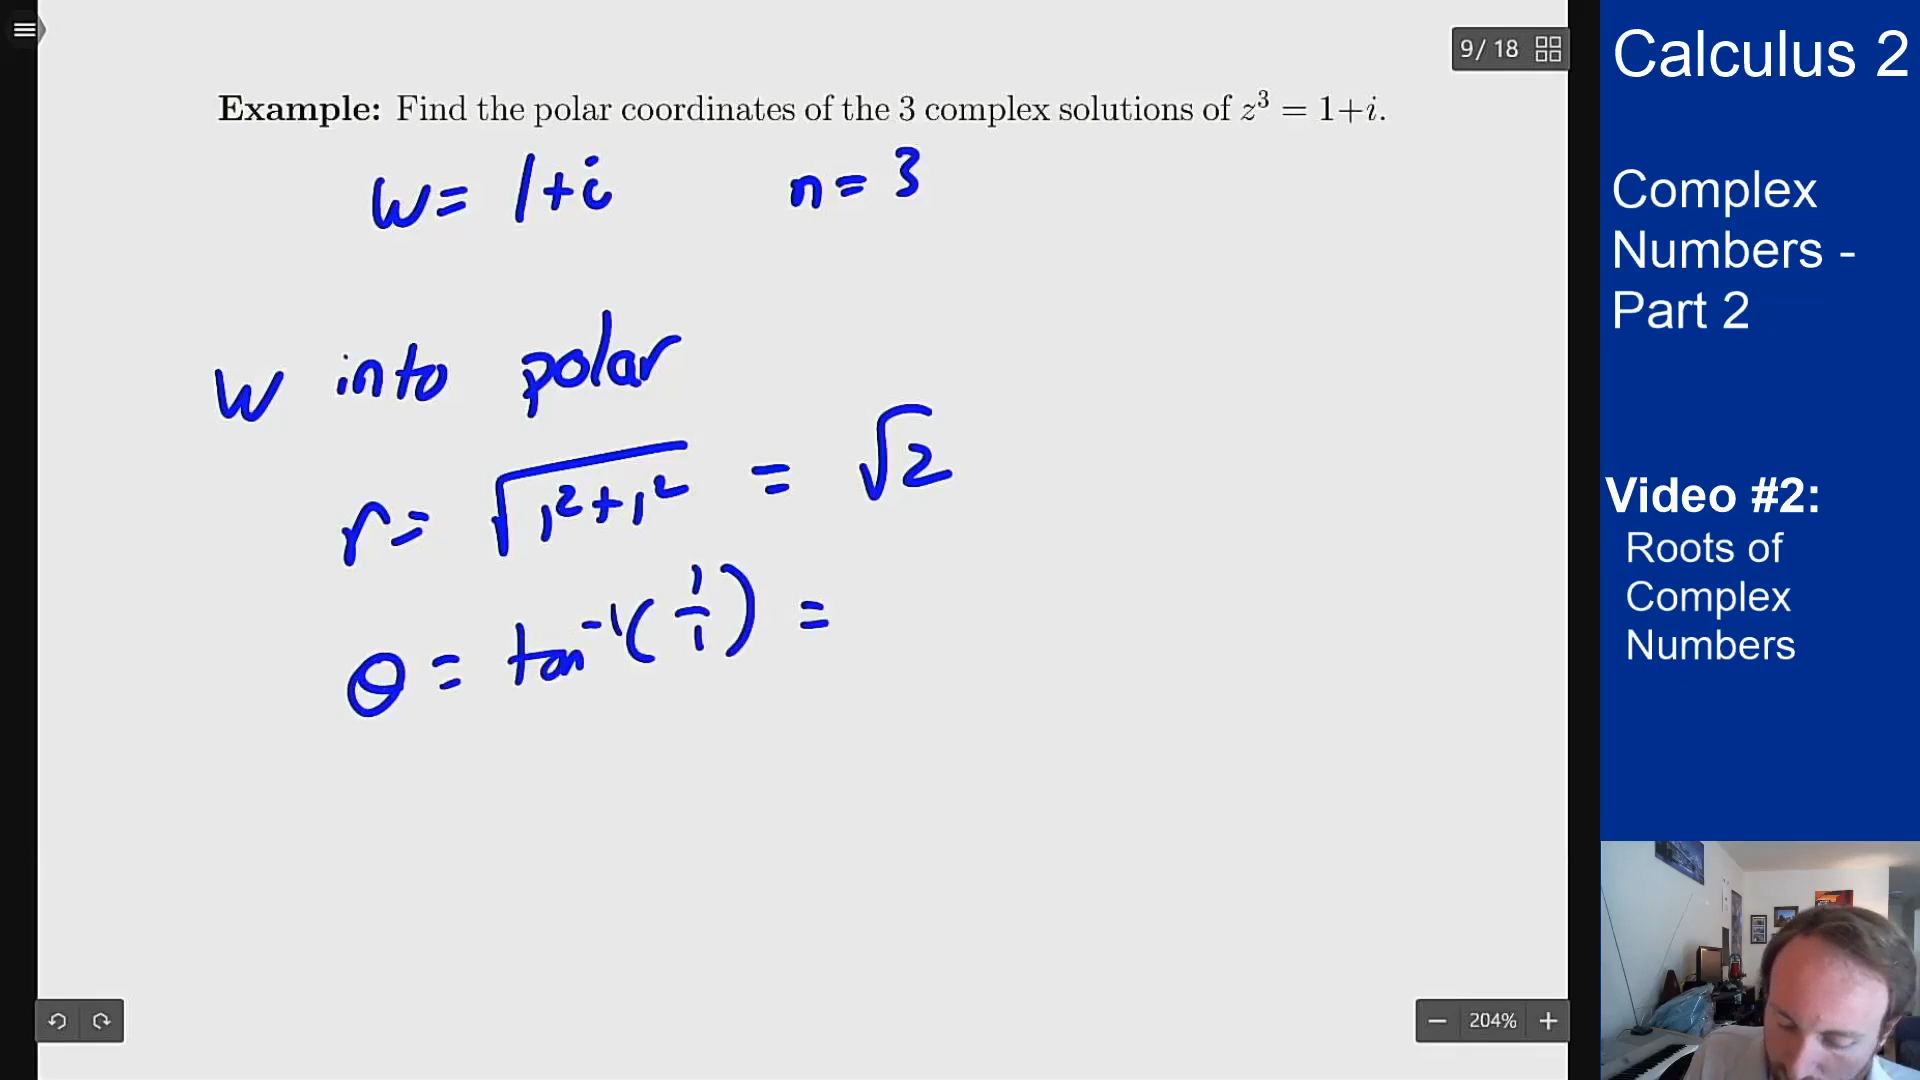 9 / 18
Example: Find the polar coordinates of the 3 complex solutions of z³ = 1+i.
w = 1+i   n = 3
W into polar
r = √(1²+1²) = √2
θ = tan⁻¹(1/1) =
204%
Calculus 2
Complex
Numbers -
Part 2
Video #2:
Roots of
Complex
Numbers